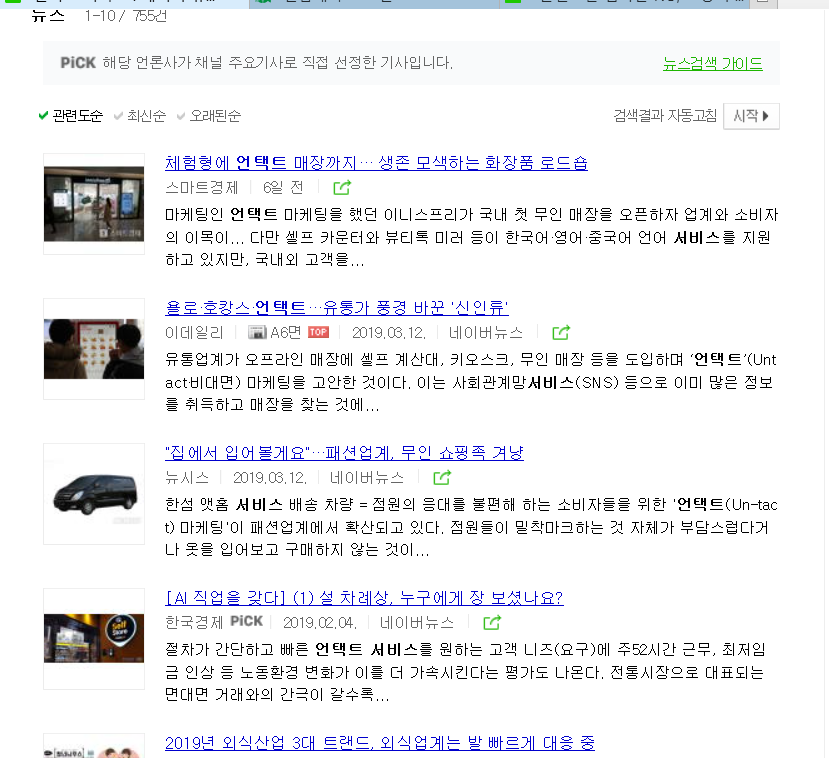 뉴스 1-10 / 755건
PiCK 해당 언론사가 채널 주요기사로 직접 선정한 기사입니다. 뉴스검색 가이드
관련도순 최신순 오래된순 검색결과 자동고침 시작
체험형에 언택트 매장까지… 생존 모색하는 화장품 로드숍
스마트경제 6일 전
마케팅인 언택트 마케팅을 했던 이니스프리가 국내 첫 무인 매장을 오픈하자 업계와 소비자
의 이목이... 다만 셀프 카운터와 뷰티톡 미러 등이 한국어·영어·중국어 언어 서비스를 지원
하고 있지만, 국내외 고객을...
욜로·호캉스·언택트…유통가 풍경 바꾼 '신인류'
이데일리 A6면 TOP 2019.03.12. 네이버뉴스
유통업계가 오프라인 매장에 셀프 계산대, 키오스크, 무인 매장 등을 도입하며 ‘언택트’(Unt
act·비대면) 마케팅을 고안한 것이다. 이는 사회관계망서비스(SNS) 등으로 이미 많은 정보
를 취득하고 매장을 찾는 것에...
"집에서 입어볼게요"…패션업계, 무인 쇼핑족 겨냥
뉴시스 2019.03.12. 네이버뉴스
한섬 앳홈 서비스 배송 차량 = 점원의 응대를 불편해 하는 소비자들을 위한 '언택트(Un-tac
t) 마케팅'이 패션업계에서 확산되고 있다. 점원들이 밀착마크하는 것 자체가 부담스럽다거
나 옷을 입어보고 구매하지 않는 것이...
[AI 직업을 갖다] (1) 설 차례상, 누구에게 장 보셨나요?
한국경제 PiCK 2019.02.04. 네이버뉴스
Self Store
절차가 간단하고 빠른 언택트 서비스를 원하는 고객 니즈(요구)에 주52시간 근무, 최저임
금 인상 등 노동환경 변화가 이를 더 가속시킨다는 평가도 나온다. 전통시장으로 대표되는
면대면 거래와의 간극이 갈수록...
2019년 외식산업 3대 트랜드, 외식업계는 발 빠르게 대응 중